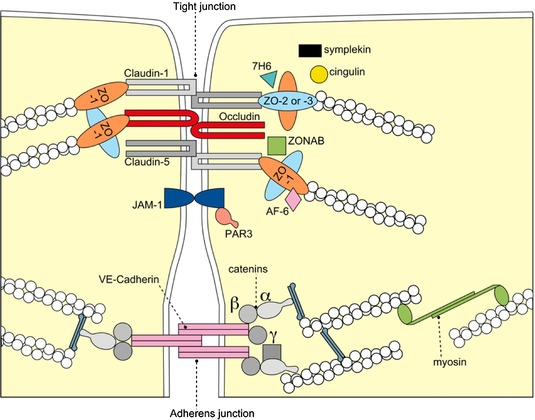 Tight junction
symplekin
7H6
cingulin
Claudin-1
ZO
-1
ZO-2 or -3
Occludin
ZO
-1
ZONAB
Claudin-5
ZO
-1
JAM-1
AF-6
PAR3
VE-Cadherin
catenins
β
α
γ
myosin
Adherens junction